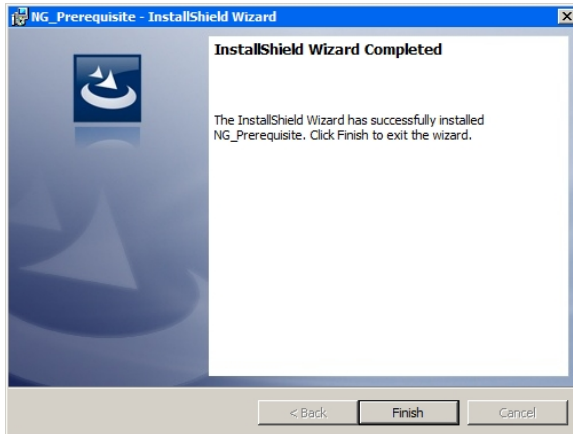 NG_Prerequisite - InstallShield Wizard
InstallShield Wizard Completed
The InstallShield Wizard has successfully installed
NG_Prerequisite. Click Finish to exit the wizard.
< Back Finish Cancel